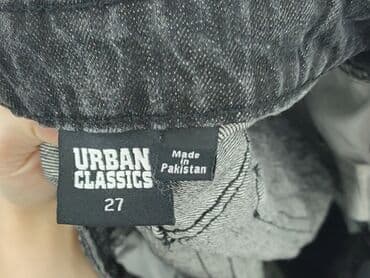 URBAN
CLASSICS
27
Made
in
Pakistan